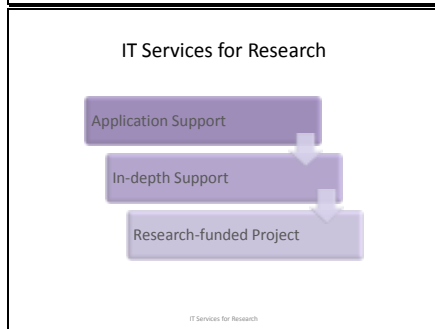 IT Services for Research
Application Support
In-depth Support
Research-funded Project
IT Services for Research